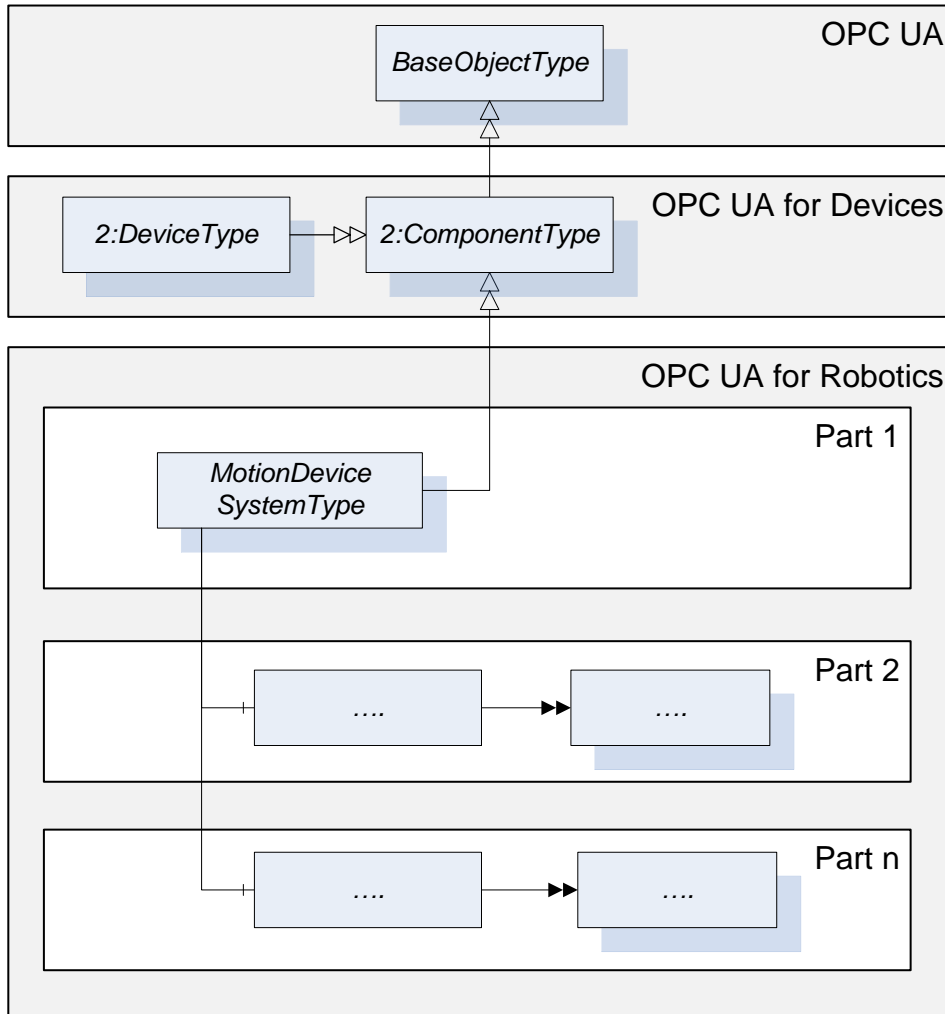 OPC UA
BaseObjectType
OPC UA for Devices
2:DeviceType
2:ComponentType
OPC UA for Robotics
Part 1
MotionDevice
SystemType
Part 2
….
….
Part n
….
….